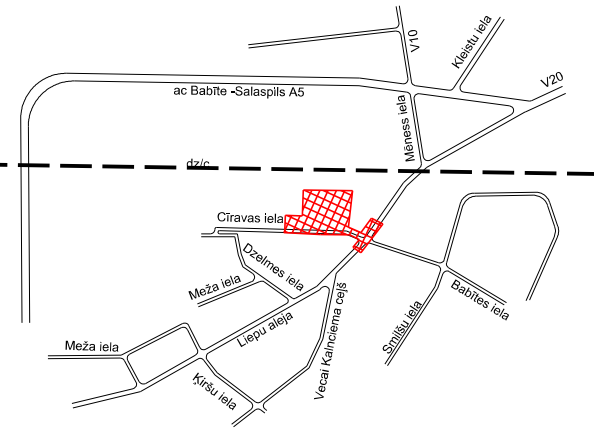 V10
Kleistu iela
V20
ac Babīte -Salaspils A5
Mēness iela
dz/c
Cīravas iela
Dzelmes iela
Meža iela
Babītes iela
Smilšu iela
Vecai Kalnciema ceļš
Liepu aleja
Meža iela
Ķiršu iela